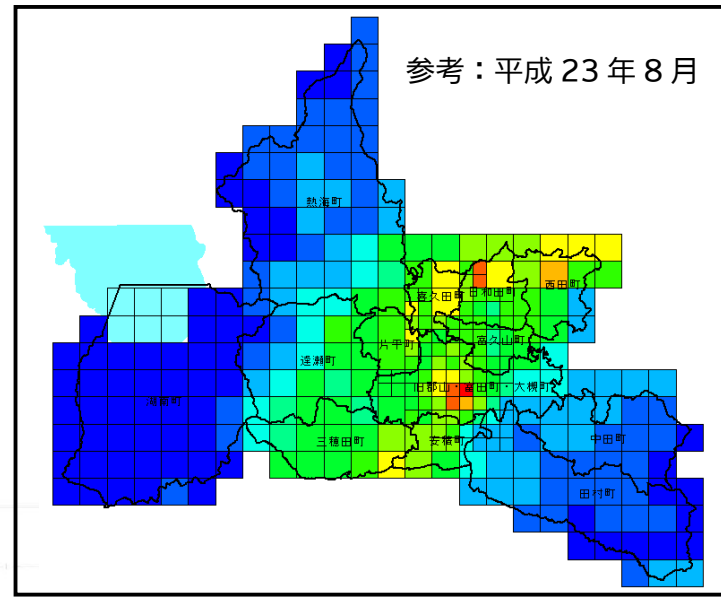 参考：平成 23 年 8 月
熱海町
喜久田町
日和田町
西田町
片平町
富久山町
逢瀬町
湖南町
旧郡山・富田町・大槻町
三穂田町
安積町
中田町
田村町